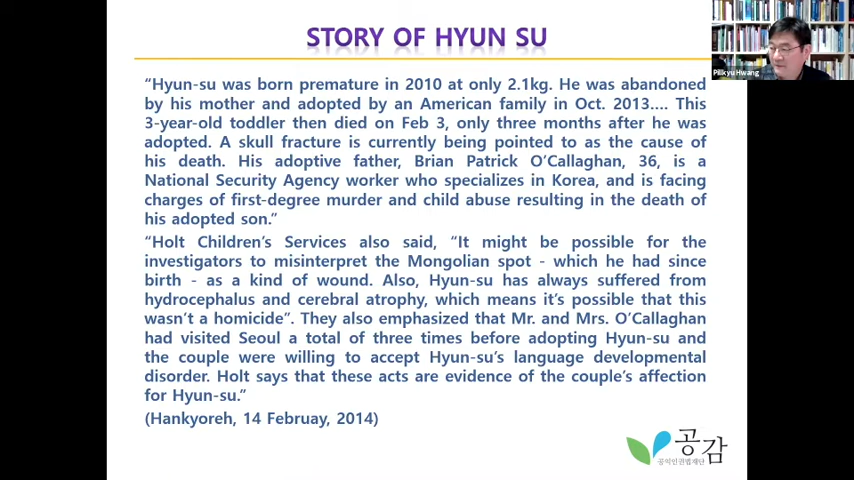 STORY OF HYUN SU
Pillkyu Hwang
“Hyun-su was born premature in 2010 at only 2.1kg. He was abandoned
by his mother and adopted by an American family in Oct. 2013…. This
3-year-old toddler then died on Feb 3, only three months after he was
adopted. A skull fracture is currently being pointed to as the cause of
his death. His adoptive father, Brian Patrick O’Callaghan, 36, is a
National Security Agency worker who specializes in Korea, and is facing
charges of first-degree murder and child abuse resulting in the death of
his adopted son.”
“Holt Children’s Services also said, “It might be possible for the
investigators to misinterpret the Mongolian spot - which he had since
birth - as a kind of wound. Also, Hyun-su has always suffered from
hydrocephalus and cerebral atrophy, which means it’s possible that this
wasn’t a homicide”. They also emphasized that Mr. and Mrs. O’Callaghan
had visited Seoul a total of three times before adopting Hyun-su and
the couple were willing to accept Hyun-su’s language developmental
disorder. Holt says that these acts are evidence of the couple’s affection
for Hyun-su.”
(Hankyoreh, 14 Februay, 2014)
공감
공익인권법재단